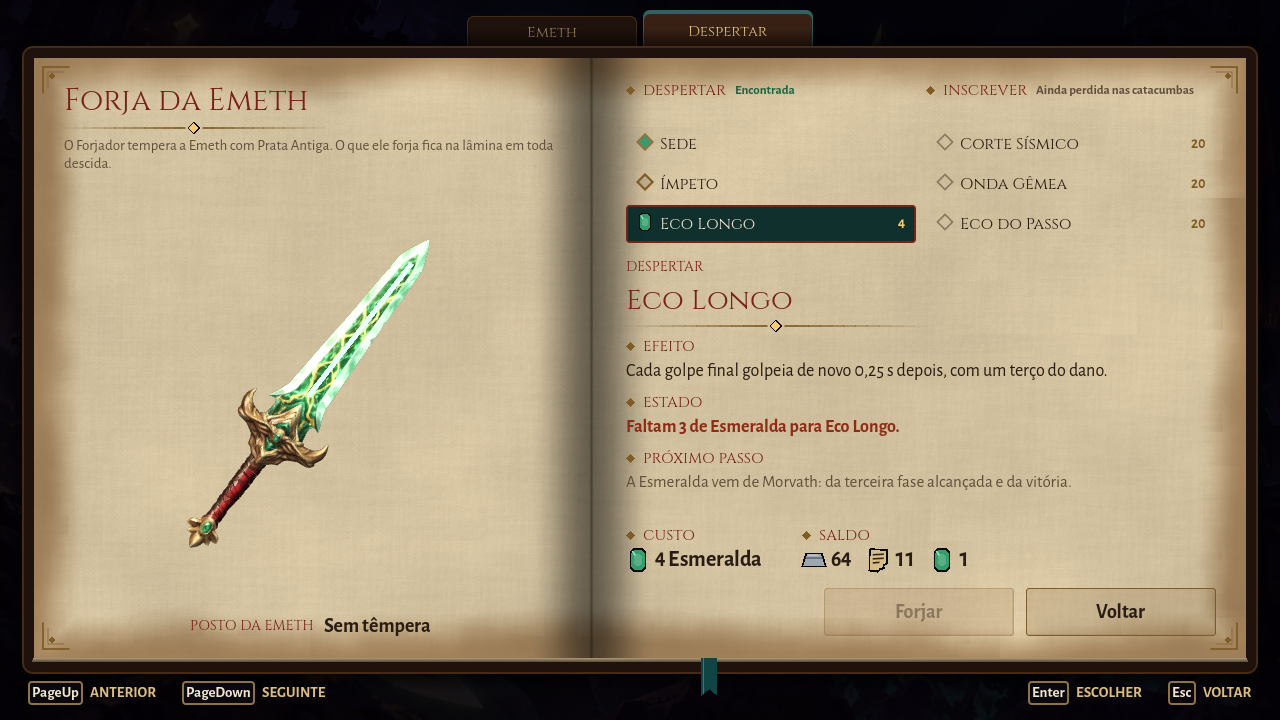 Emeth
Despertar
Forja da Emeth
O Forjador tempera a Emeth com Prata Antiga. O que ele forja fica na lâmina em toda
descida.
Posto da Emeth Sem têmpera
Despertar Encontrada
Sede
Ímpeto
Eco Longo 4
Inscrever Ainda perdida nas catacumbas
Corte Sísmico 20
Onda Gêmea 20
Eco do Passo 20
Despertar
Eco Longo
Efeito
Cada golpe final golpeia de novo 0,25 s depois, com um terço do dano.
Estado
Faltam 3 de Esmeralda para Eco Longo.
Próximo passo
A Esmeralda vem de Morvath: da terceira fase alcançada e da vitória.
Custo
4 Esmeralda
Saldo
64 11 1
Forjar Voltar
PageUp ANTERIOR PageDown SEGUINTE Enter ESCOLHER Esc VOLTAR